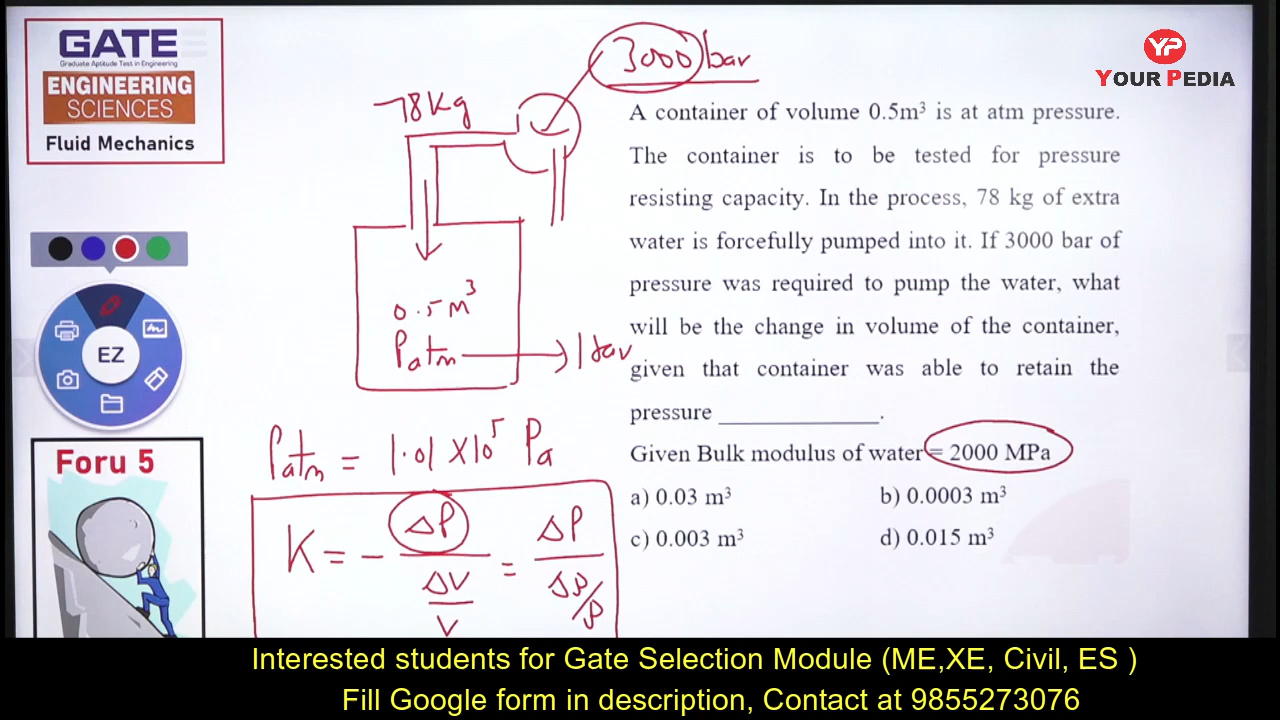 GATE
Graduate Aptitude Test in Engineering
ENGINEERING
SCIENCES
Fluid Mechanics
YP
YOUR PEDIA
3000 bar
78 Kg
A container of volume 0.5m³ is at atm pressure.
The container is to be tested for pressure
resisting capacity. In the process, 78 kg of extra
water is forcefully pumped into it. If 3000 bar of
pressure was required to pump the water, what
will be the change in volume of the container,
given that container was able to retain the
pressure ______________.
Given Bulk modulus of water = 2000 MPa
a) 0.03 m³ b) 0.0003 m³
c) 0.003 m³ d) 0.015 m³
0.5 m³
Patm → 1 bar
EZ
Patm = 1.01 × 10⁵ Pa
K = - ΔP / (ΔV / V) = ΔP / (Δρ/ρ)
Foru 5
Interested students for Gate Selection Module (ME,XE, Civil, ES )
Fill Google form in description, Contact at 9855273076